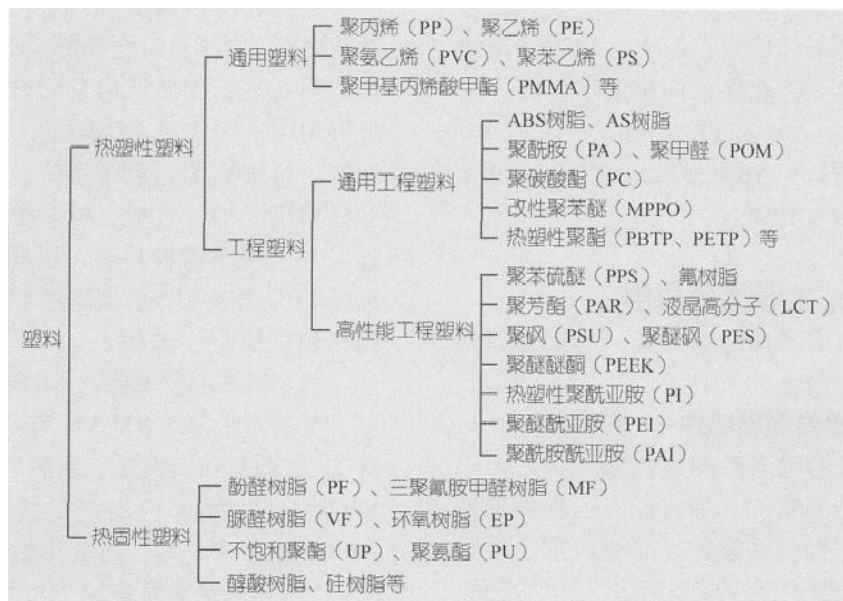 塑料
热塑性塑料
通用塑料
聚丙烯（PP）、聚乙烯（PE）
聚氨乙烯（PVC）、聚苯乙烯（PS）
聚甲基丙烯酸甲酯（PMMA）等
工程塑料
通用工程塑料
ABS树脂、AS树脂
聚酰胺（PA）、聚甲醛（POM）
聚碳酸酯（PC）
改性聚苯醚（MPPO）
热塑性聚酯（PBTP、PETP）等
高性能工程塑料
聚苯硫醚（PPS）、氟树脂
聚芳酯（PAR）、液晶高分子（LCT）
聚砜（PSU）、聚醚砜（PES）
聚醚醚酮（PEEK）
热塑性聚酰亚胺（PI）
聚醚酰亚胺（PEI）
聚酰胺酰亚胺（PAI）
热固性塑料
酚醛树脂（PF）、三聚氰胺甲醛树脂（MF）
脲醛树脂（VF）、环氧树脂（EP）
不饱和聚酯（UP）、聚氨酯（PU）
醇酸树脂、硅树脂等